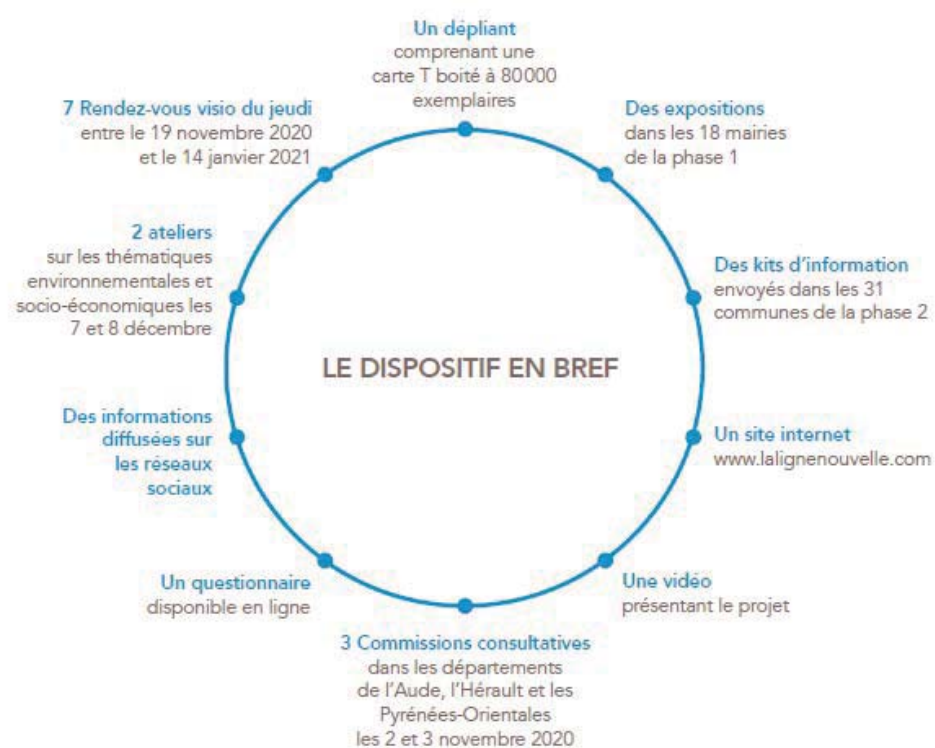 Un dépliant
comprenant une
carte T boité à 80000
exemplaires
Des expositions
dans les 18 mairies
de la phase 1
Des kits d'information
envoyés dans les 31
communes de la phase 2
Un site internet
www.lalignenouvelle.com
Une vidéo
présentant le projet
3 Commissions consultatives
dans les départements
de l'Aude, l'Hérault et les
Pyrénées-Orientales
les 2 et 3 novembre 2020
Un questionnaire
disponible en ligne
Des informations
diffusées sur
les réseaux
sociaux
2 ateliers
sur les thématiques
environnementales et
socio-économiques les
7 et 8 décembre
7 Rendez-vous visio du jeudi
entre le 19 novembre 2020
et le 14 janvier 2021
LE DISPOSITIF EN BREF